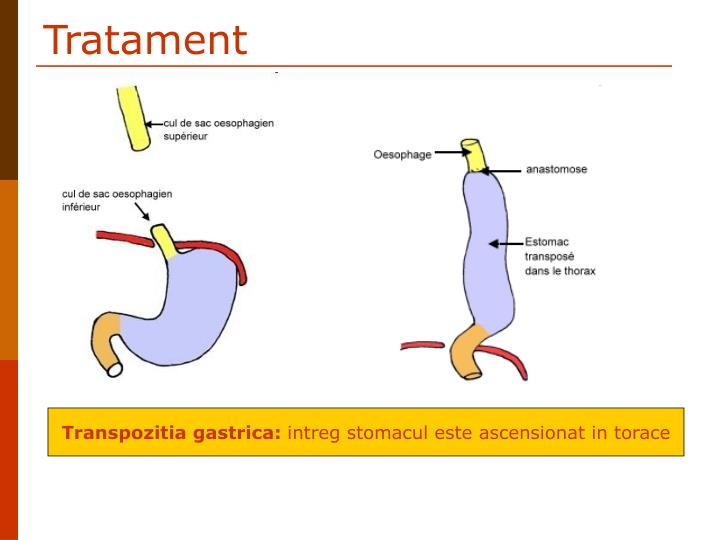 Tratament
cul de sac oesophagien
supérieur
cul de sac oesophagien
inférieur
Oesophage
anastomose
Estomac
transposé
dans le thorax
Transpozitia gastrica: intreg stomacul este ascensionat in torace